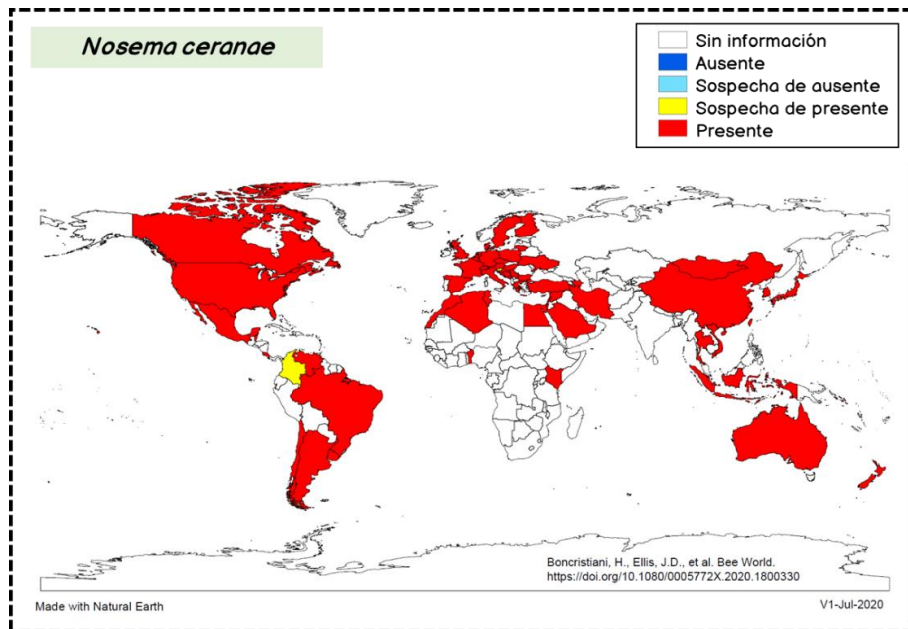 Nosema ceranae
Sin información
Ausente
Sospecha de ausente
Sospecha de presente
Presente
Boncristiani, H., Ellis, J.D., et al. Bee World.
https://doi.org/10.1080/0005772X.2020.1800330
Made with Natural Earth
V1-Jul-2020